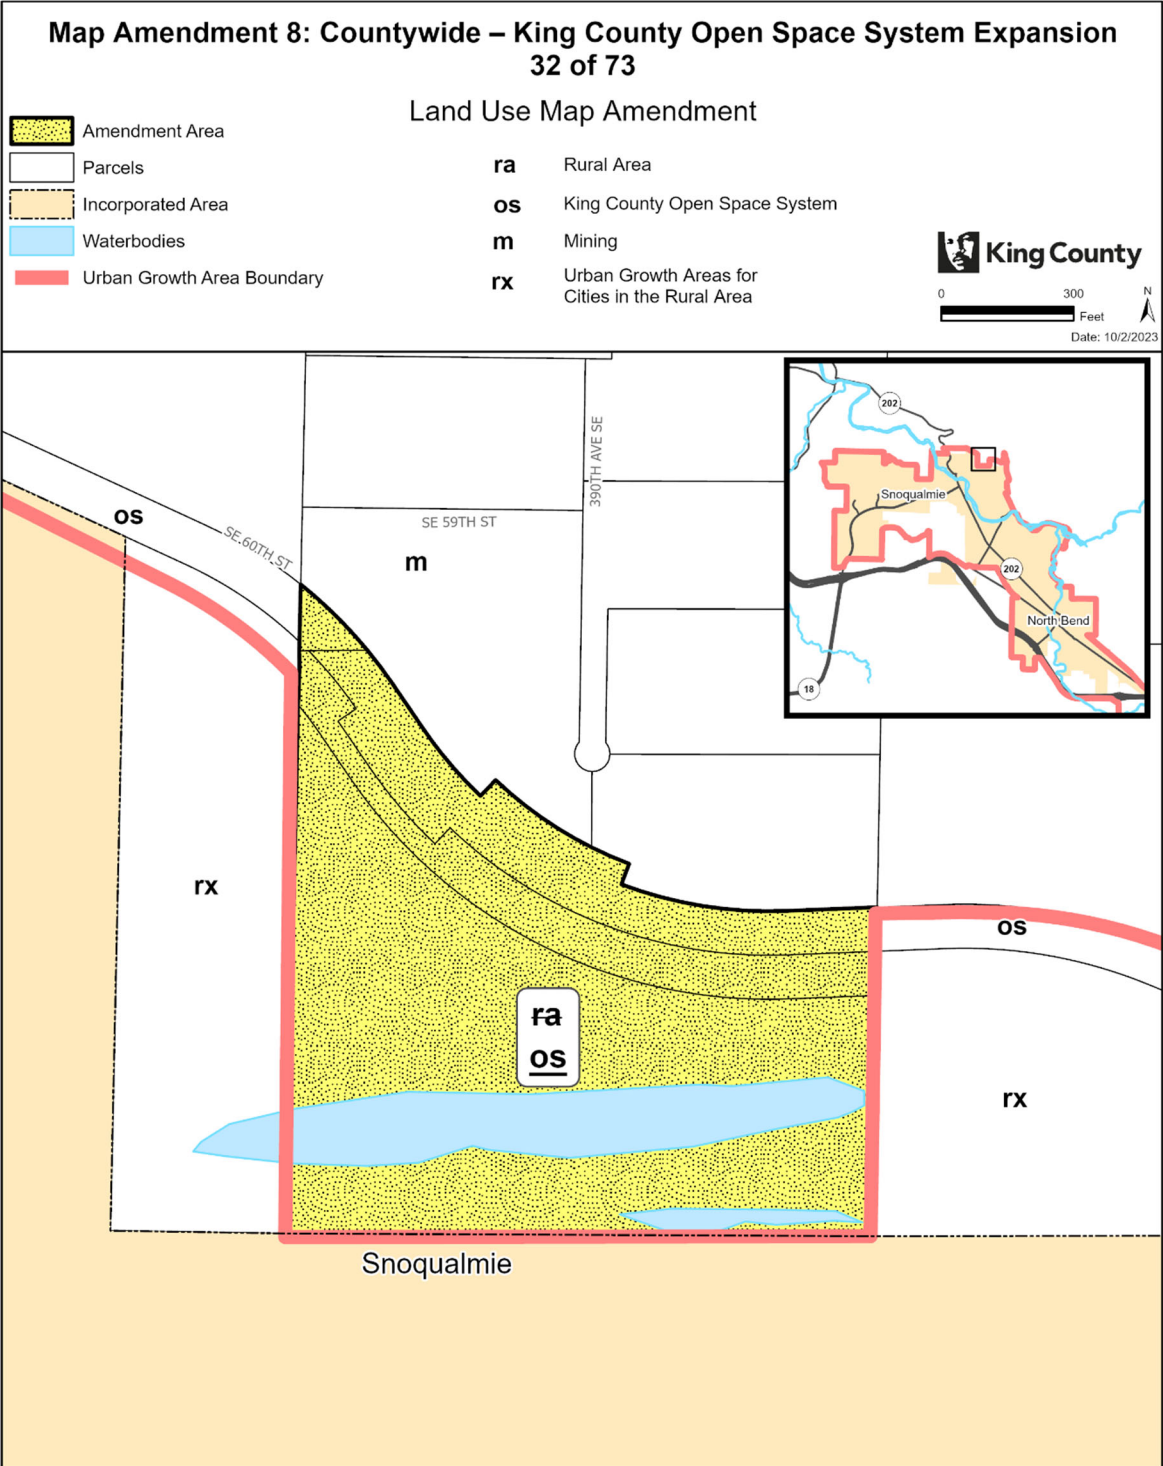 Map Amendment 8: Countywide – King County Open Space System Expansion
32 of 73
Land Use Map Amendment
Amendment Area
Parcels
Incorporated Area
Waterbodies
Urban Growth Area Boundary
ra Rural Area
os King County Open Space System
m Mining
rx Urban Growth Areas for
Cities in the Rural Area
King County
0 300
Feet
N
Date: 10/2/2023
202
Snoqualmie
202
North Bend
18
390TH AVE SE
SE 59TH ST
os
SE 60TH ST
m
rx
os
ra
os
rx
Snoqualmie